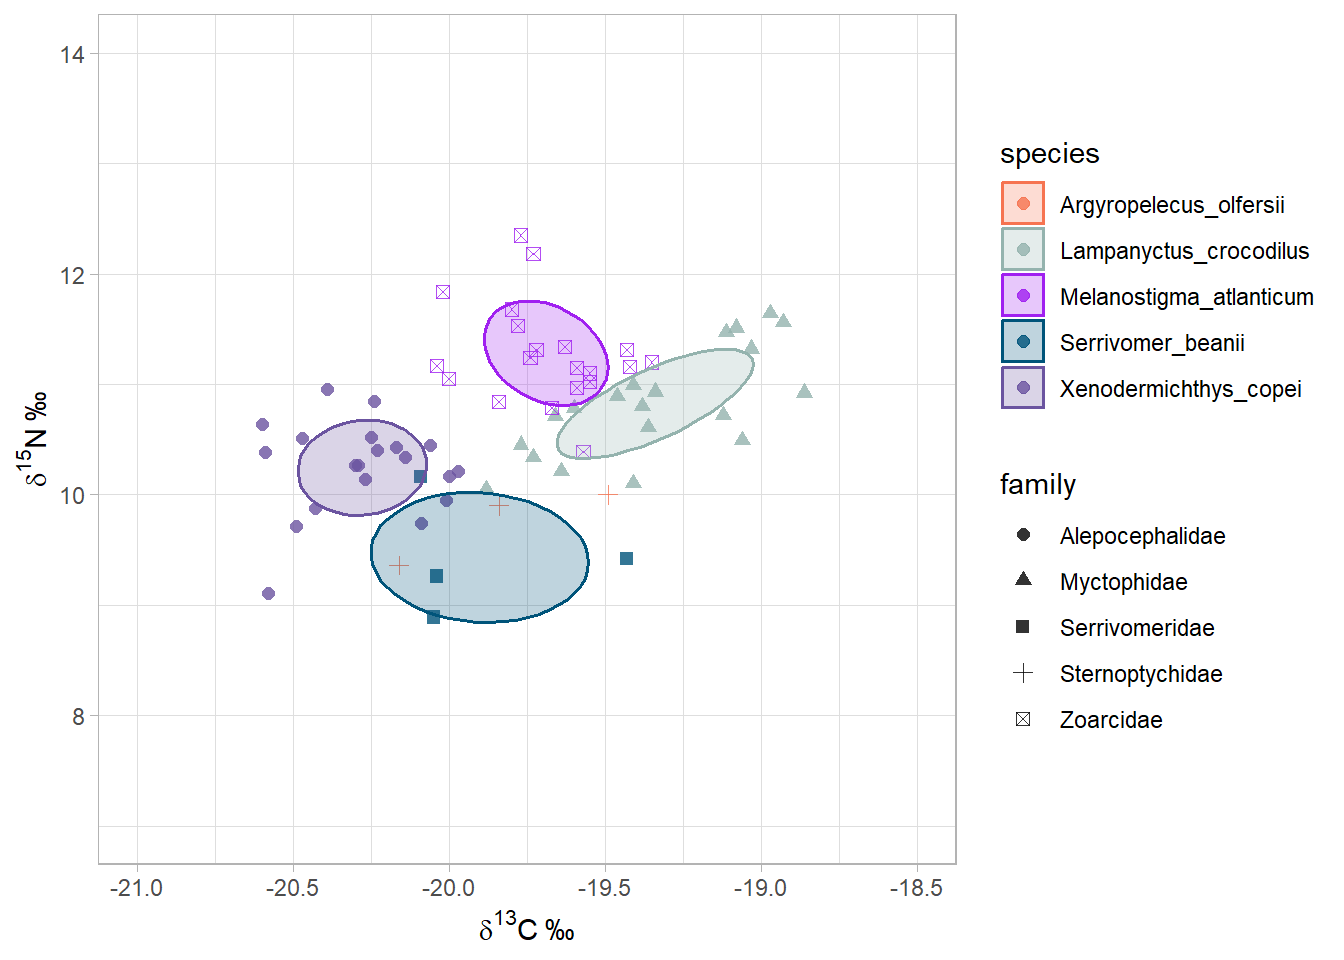 14
12
10
8
δ15N ‰
-21.0
-20.5
-20.0
-19.5
-19.0
-18.5
δ13C ‰
species
Argyropelecus_olfersii
Lampanyctus_crocodilus
Melanostigma_atlanticum
Serrivomer_beanii
Xenodermichthys_copei
family
Alepocephalidae
Myctophidae
Serrivomeridae
Sternoptychidae
Zoarcidae